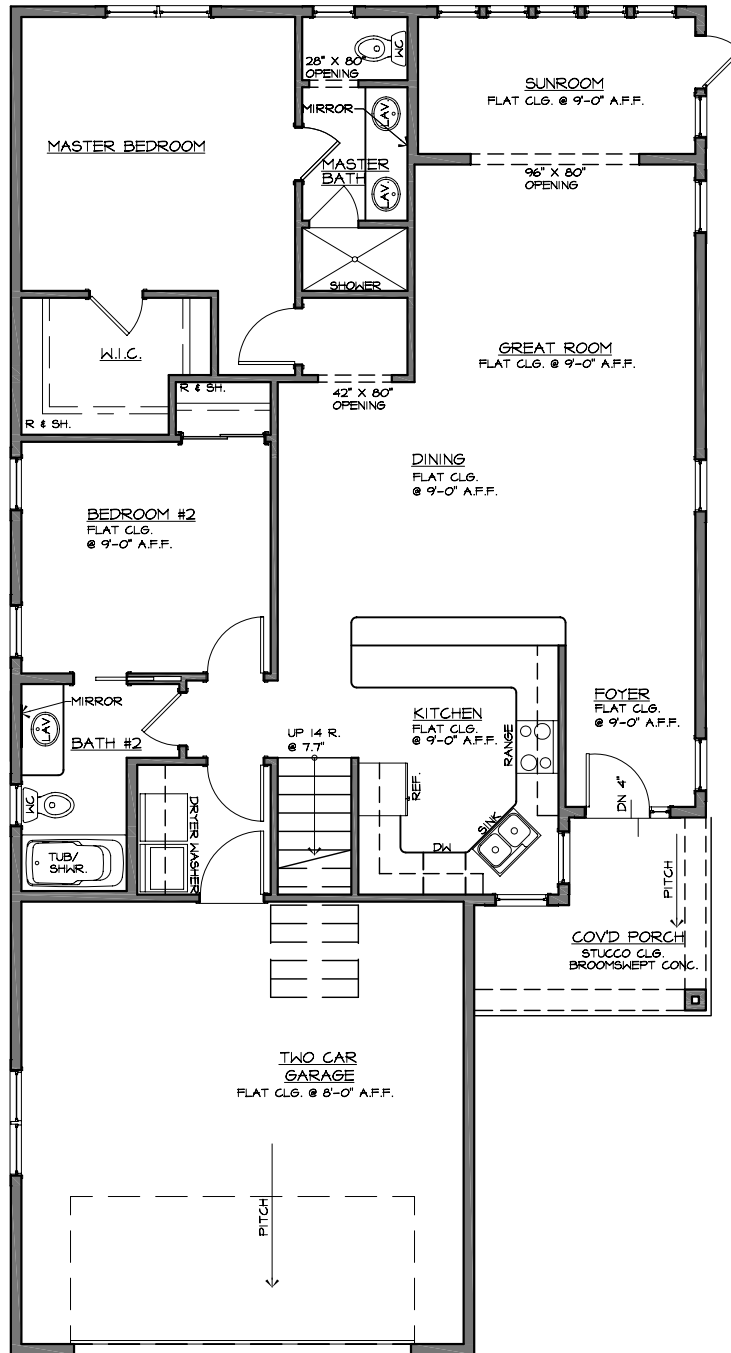 WC
28" X 80"
OPENING
SUNROOM
FLAT CLG. @ 9'-0" A.F.F.
MIRROR
LAV.
MASTER BEDROOM
MASTER
BATH
LAV.
96" X 80"
OPENING
SHOWER
W.I.C.
GREAT ROOM
FLAT CLG. @ 9'-0" A.F.F.
R & SH.
42" X 80"
OPENING
R & SH.
DINING
FLAT CLG.
@ 9'-0" A.F.F.
BEDROOM #2
FLAT CLG.
@ 9'-0" A.F.F.
MIRROR
LAV.
BATH #2
UP 14 R.
@ 7.7"
KITCHEN
FLAT CLG.
@ 9'-0" A.F.F.
RANGE
FOYER
FLAT CLG.
@ 9'-0" A.F.F.
WC
DRYER WASHER
REF.
DN 4"
SINK
DW
TUB/
SHWR.
PITCH
COV'D PORCH
STUCCO CLG.
BROOMSWEPT CONC.
TWO CAR
GARAGE
FLAT CLG. @ 8'-0" A.F.F.
PITCH